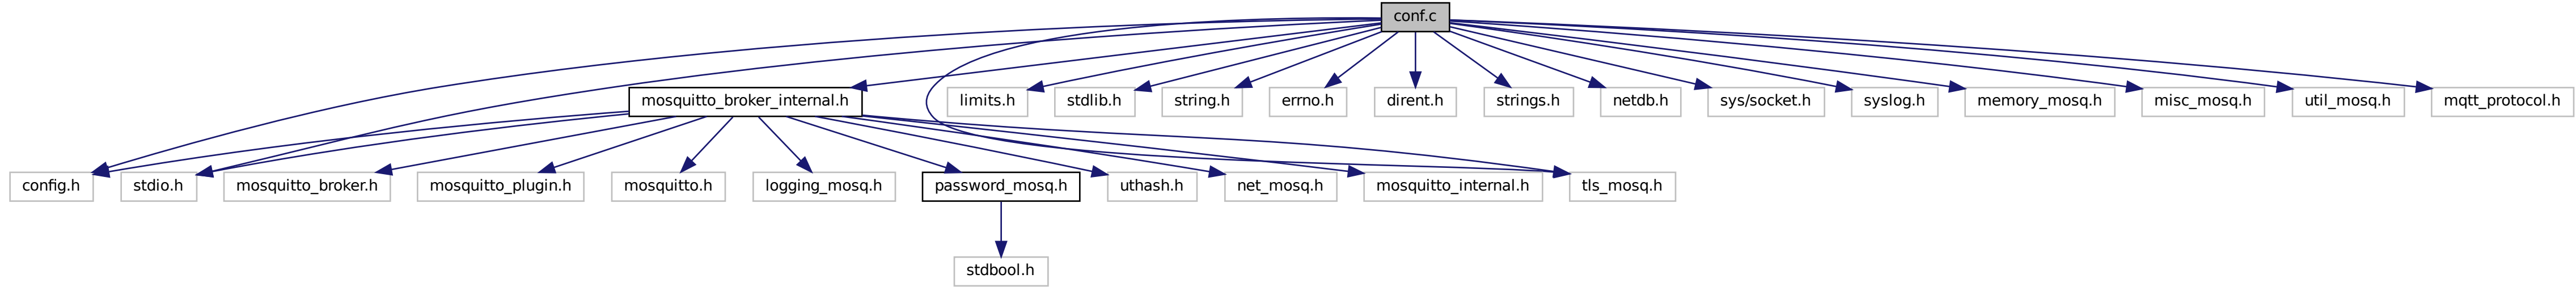 conf.c
mosquitto_broker_internal.h
limits.h
stdlib.h
string.h
errno.h
dirent.h
strings.h
netdb.h
sys/socket.h
syslog.h
memory_mosq.h
misc_mosq.h
util_mosq.h
mqtt_protocol.h
config.h
stdio.h
mosquitto_broker.h
mosquitto_plugin.h
mosquitto.h
logging_mosq.h
password_mosq.h
uthash.h
net_mosq.h
mosquitto_internal.h
tls_mosq.h
stdbool.h